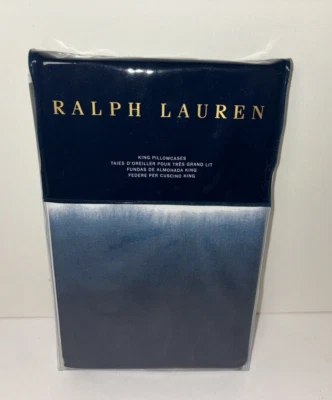 RALPH LAUREN
KING PILLOWCASES
TAIES D'OREILLER POUR TRÈS GRAND LIT
FUNDAS DE ALMOHADA KING
FEDERE PER CUSCINO KING